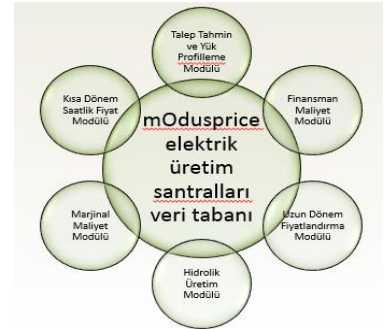 Talep Tahmin
ve Yük
Profilleme
Modülü
Kısa Dönem
Saatlik Fiyat
Modülü
Finansman
Maliyet
Modülü
mOdusprice
elektrik
üretim
santralları
veri tabanı
Marjinal
Maliyet
Modülü
Uzun Dönem
Fiyatlandırma
Modülü
Hidrolik
Üretim
Modülü